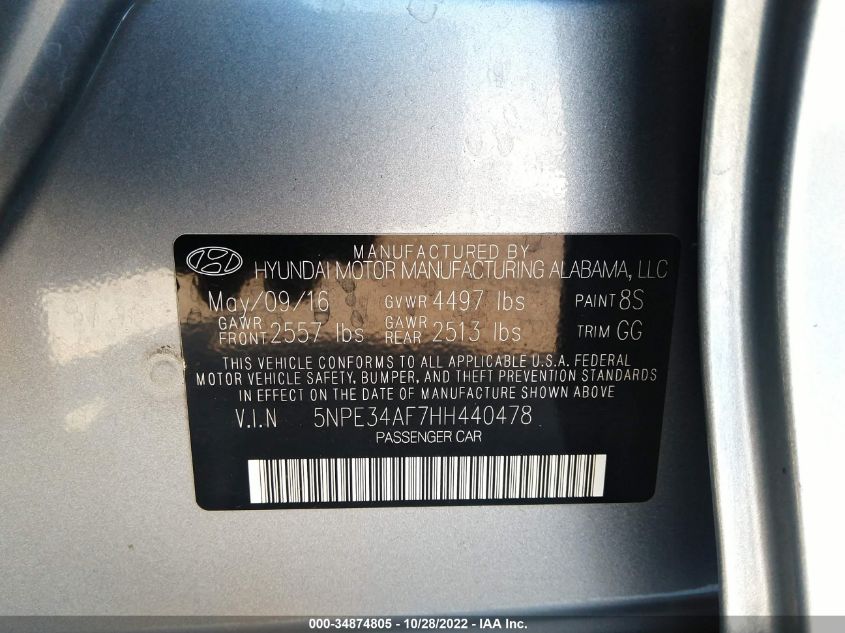 MANUFACTURED BY
HYUNDAI MOTOR MANUFACTURING ALABAMA, LLC
May/09/16 GVWR 4497 lbs PAINT 8S
GAWR FRONT 2557 lbs GAWR REAR 2513 lbs TRIM GG
THIS VEHICLE CONFORMS TO ALL APPLICABLE U.S.A. FEDERAL
MOTOR VEHICLE SAFETY, BUMPER, AND THEFT PREVENTION STANDARDS
IN EFFECT ON THE DATE OF MANUFACTURE SHOWN ABOVE
V.I.N 5NPE34AF7HH440478
PASSENGER CAR
000-34874805 - 10/28/2022 - IAA Inc.